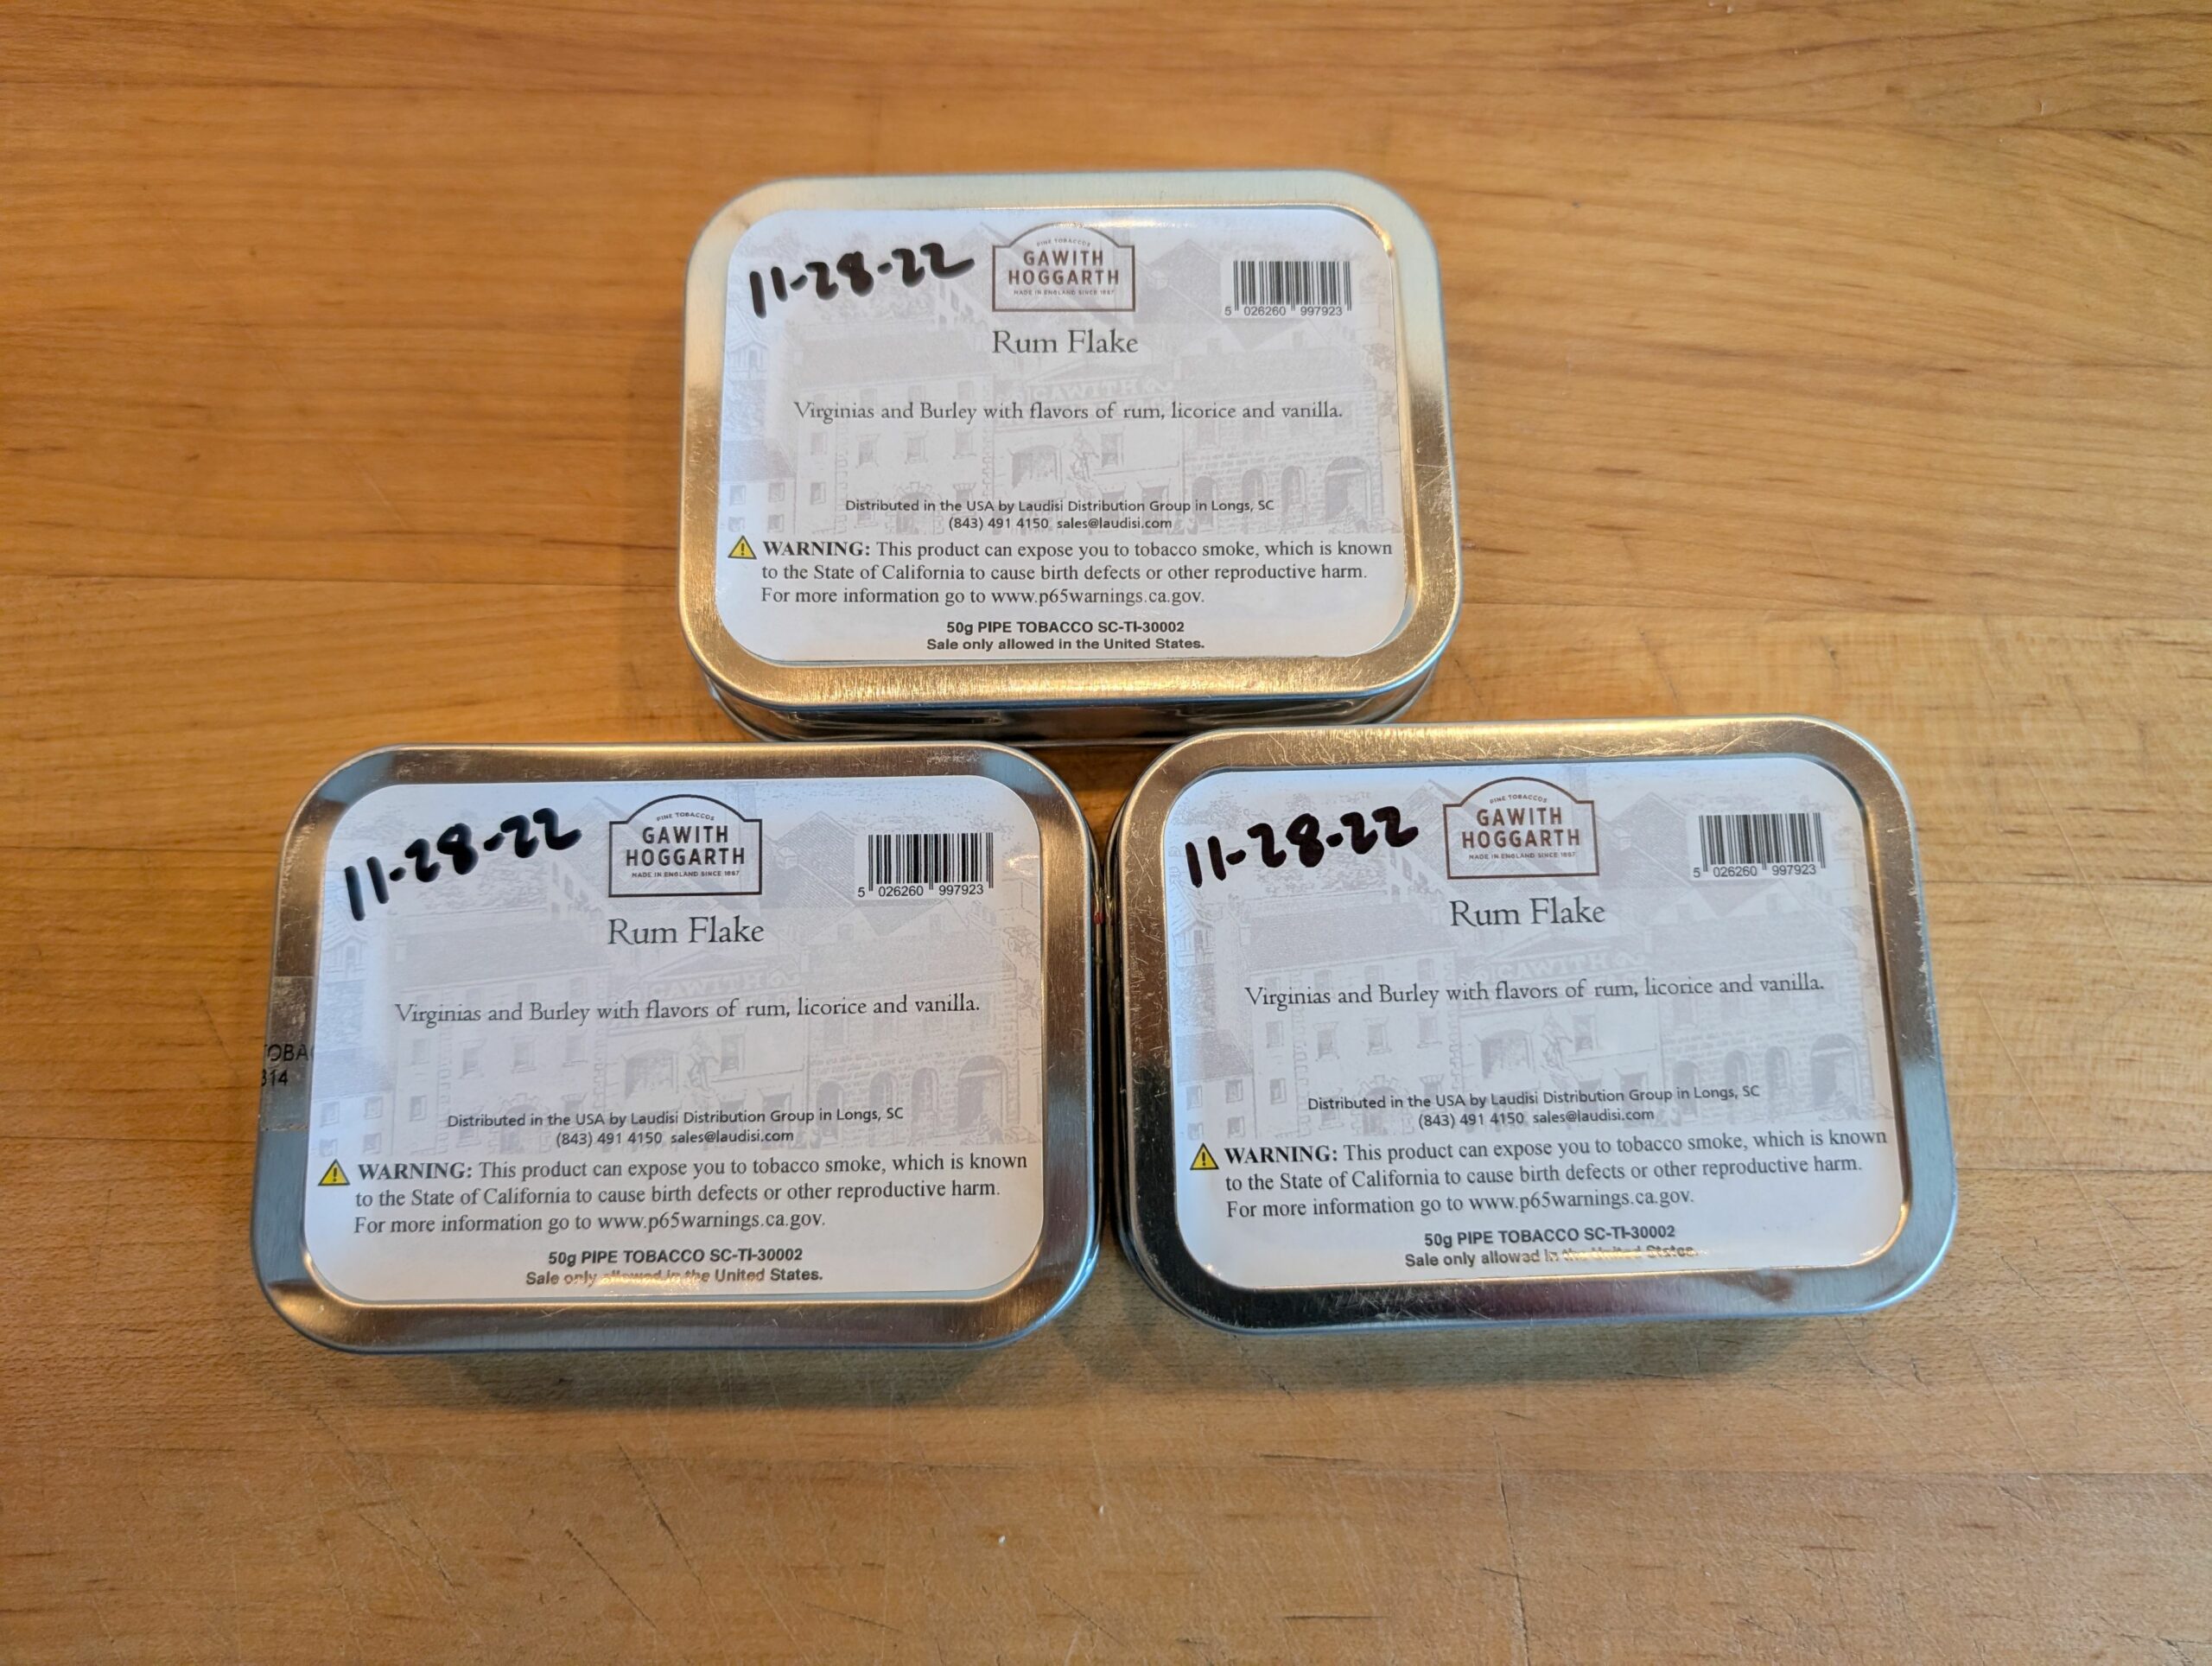 11-28-22
FINE TOBACCOS
GAWITH
HOGGARTH
MADE IN ENGLAND SINCE 1887
5 026260 997923
Rum Flake
Virginias and Burley with flavors of rum, licorice and vanilla.
Distributed in the USA by Laudisi Distribution Group in Longs, SC
(843) 491 4150 sales@laudisi.com
WARNING: This product can expose you to tobacco smoke, which is known
to the State of California to cause birth defects or other reproductive harm.
For more information go to www.p65warnings.ca.gov.
50g PIPE TOBACCO SC-TI-30002
Sale only allowed in the United States.
11-28-22
FINE TOBACCOS
GAWITH
HOGGARTH
MADE IN ENGLAND SINCE 1887
5 026260 997923
Rum Flake
Virginias and Burley with flavors of rum, licorice and vanilla.
OBA
314
Distributed in the USA by Laudisi Distribution Group in Longs, SC
(843) 491 4150 sales@laudisi.com
WARNING: This product can expose you to tobacco smoke, which is known
to the State of California to cause birth defects or other reproductive harm.
For more information go to www.p65warnings.ca.gov.
50g PIPE TOBACCO SC-TI-30002
Sale only allowed in the United States.
11-28-22
FINE TOBACCOS
GAWITH
HOGGARTH
MADE IN ENGLAND SINCE 1887
5 026260 997923
Rum Flake
Virginias and Burley with flavors of rum, licorice and vanilla.
Distributed in the USA by Laudisi Distribution Group in Longs, SC
(843) 491 4150 sales@laudisi.com
WARNING: This product can expose you to tobacco smoke, which is known
to the State of California to cause birth defects or other reproductive harm.
For more information go to www.p65warnings.ca.gov.
50g PIPE TOBACCO SC-TI-30002
Sale only allowed in the United States.